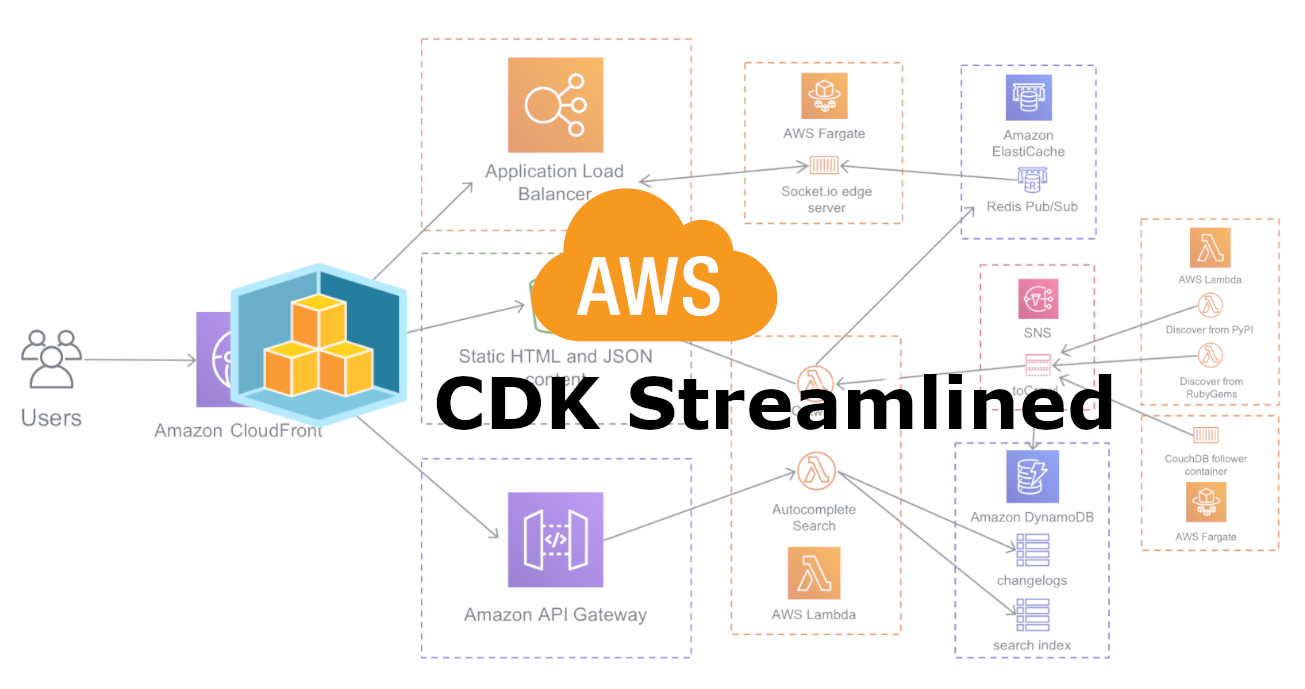 Application Load
Balancer
AWS Fargate
Socket.io edge
server
Amazon
ElastiCache
R
Redis Pub/Sub
AWS
Users
Amazon CloudFront
Static HTML and JSON
content
CDK Streamlined
SNS
toCrawl
AWS Lambda
Discover from PyPI
Discover from
RubyGems
CouchDB follower
container
AWS Fargate
Amazon API Gateway
Autocomplete
Search
AWS Lambda
Amazon DynamoDB
changelogs
search index